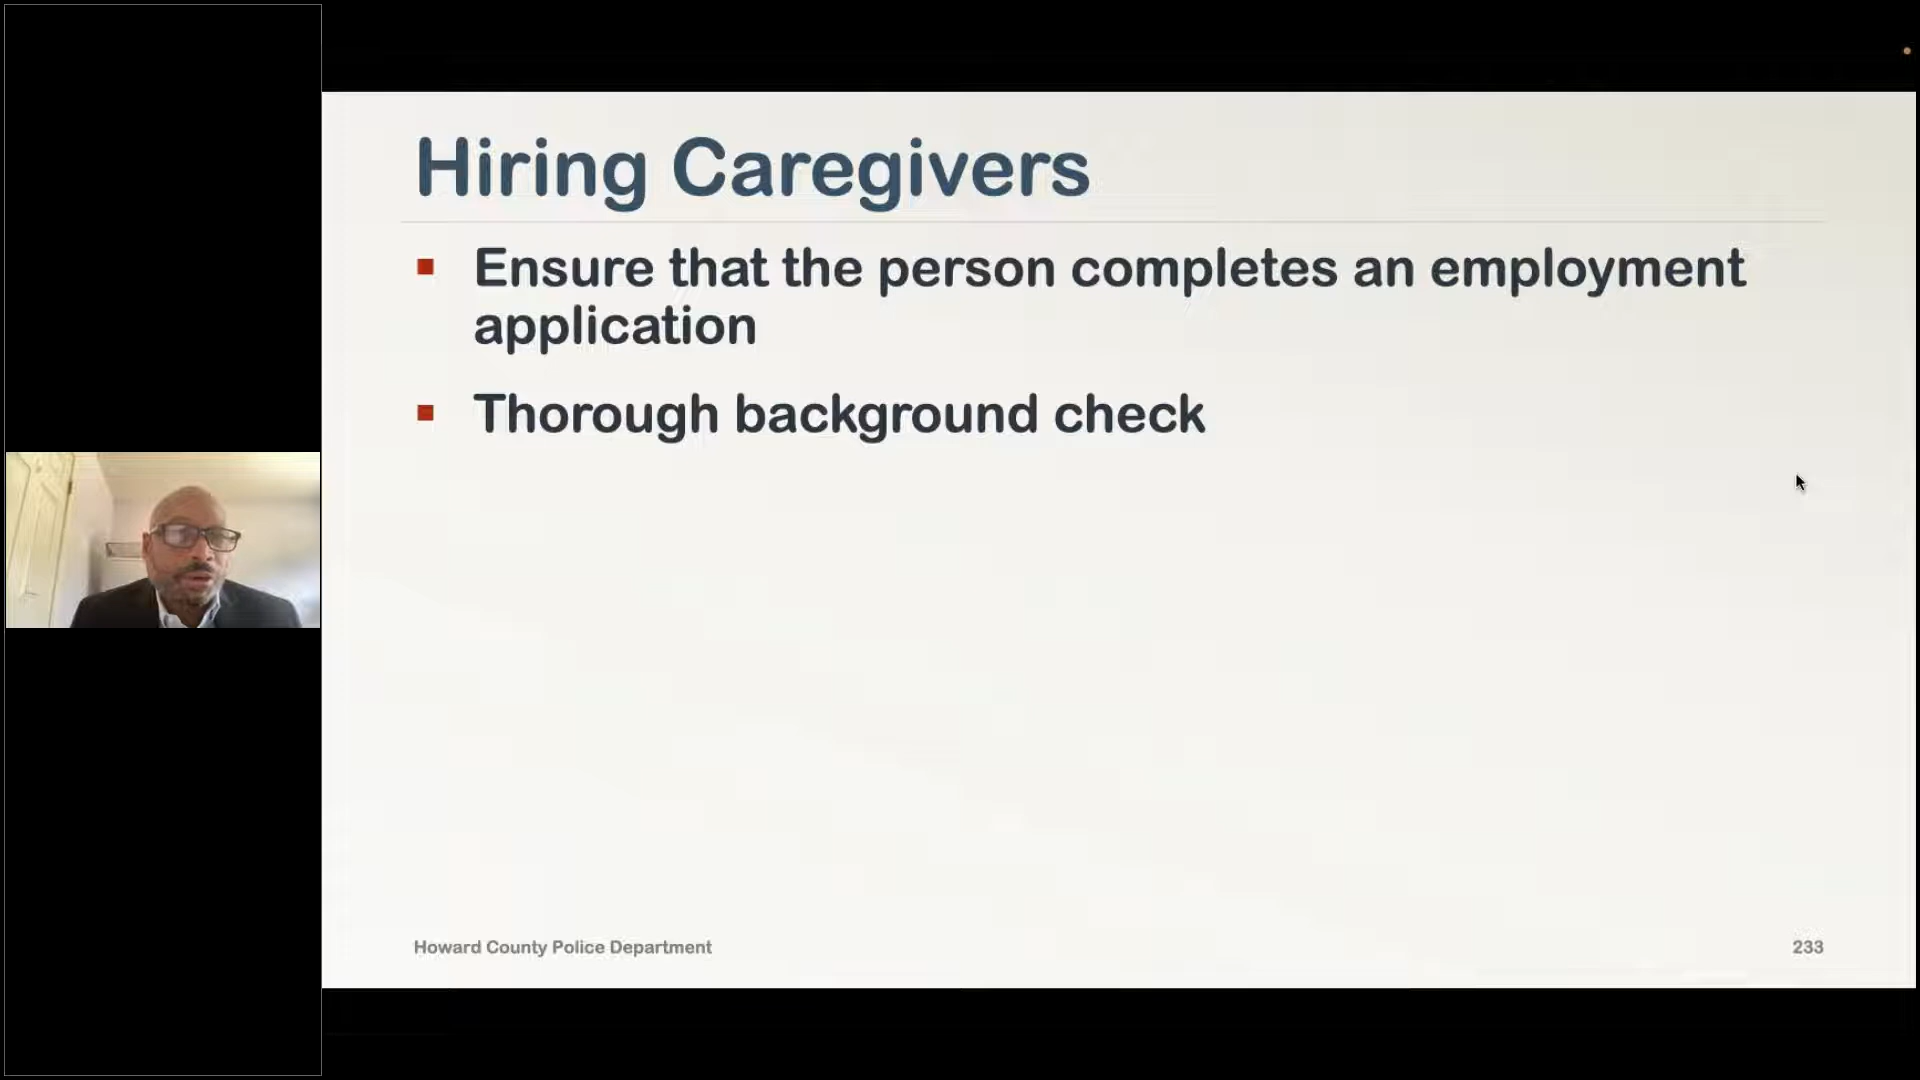 Hiring Caregivers
Ensure that the person completes an employment
application
Thorough background check
Howard County Police Department
233